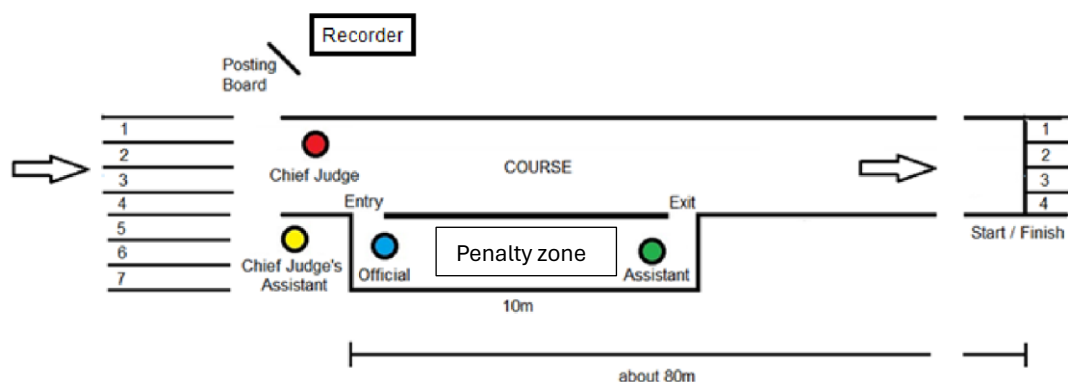 Recorder
Posting
Board
1
2
3
4
5
6
7
Chief Judge
COURSE
1
2
3
4
Entry
Exit
Start / Finish
Chief Judge's
Assistant
Official
Penalty zone
Assistant
10m
about 80m